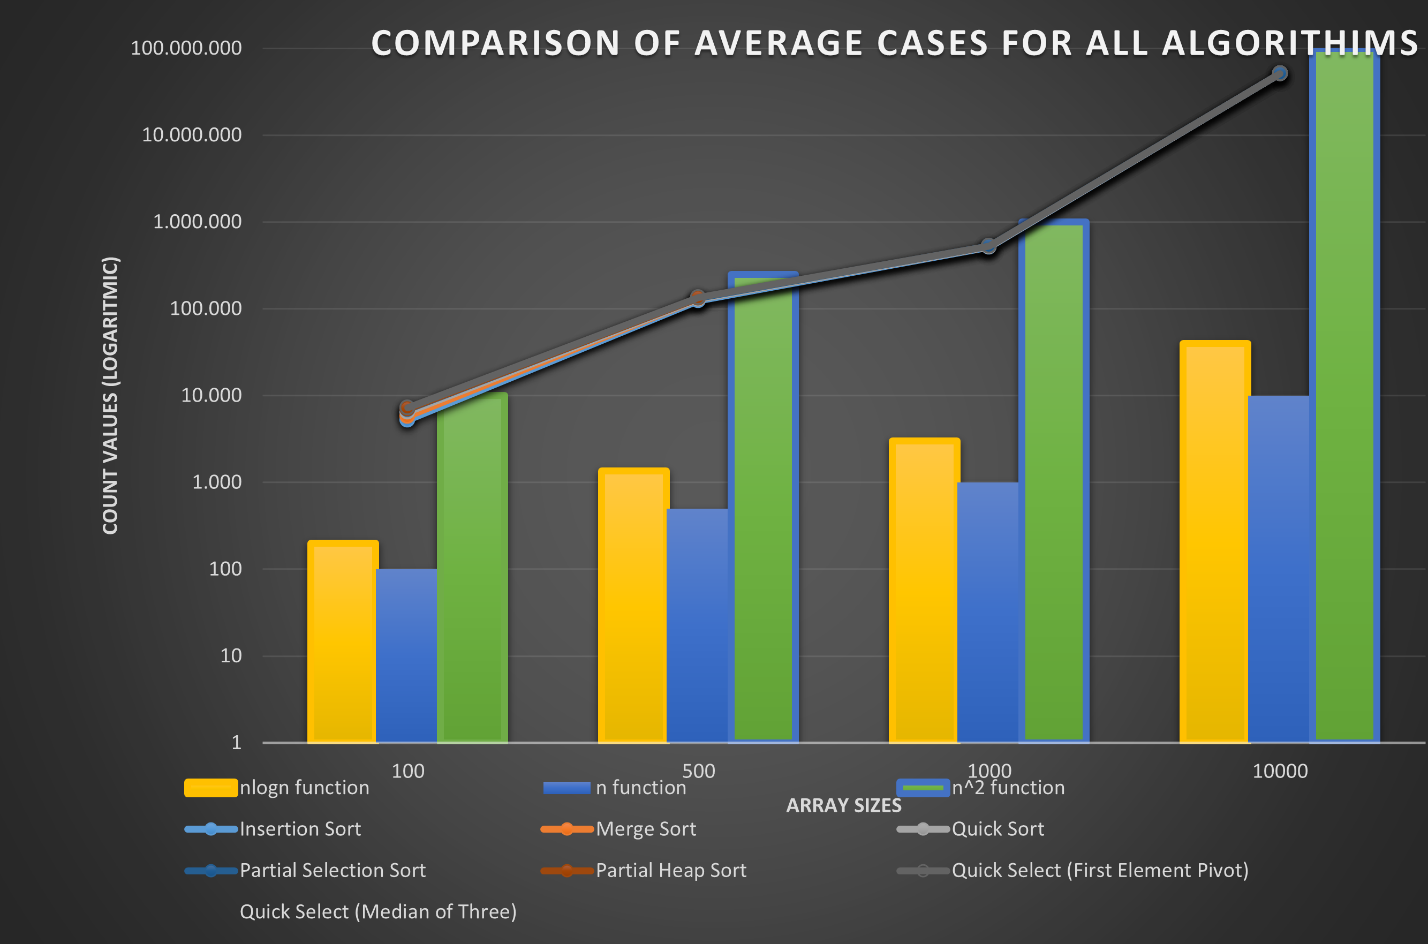 COMPARISON OF AVERAGE CASES FOR ALL ALGORITHIMS
100.000.000
10.000.000
1.000.000
100.000
10.000
1.000
100
10
1
COUNT VALUES (LOGARITMIC)
100 500 1000 10000
ARRAY SIZES
nlogn function n function n^2 function
Insertion Sort Merge Sort Quick Sort
Partial Selection Sort Partial Heap Sort Quick Select (First Element Pivot)
Quick Select (Median of Three)